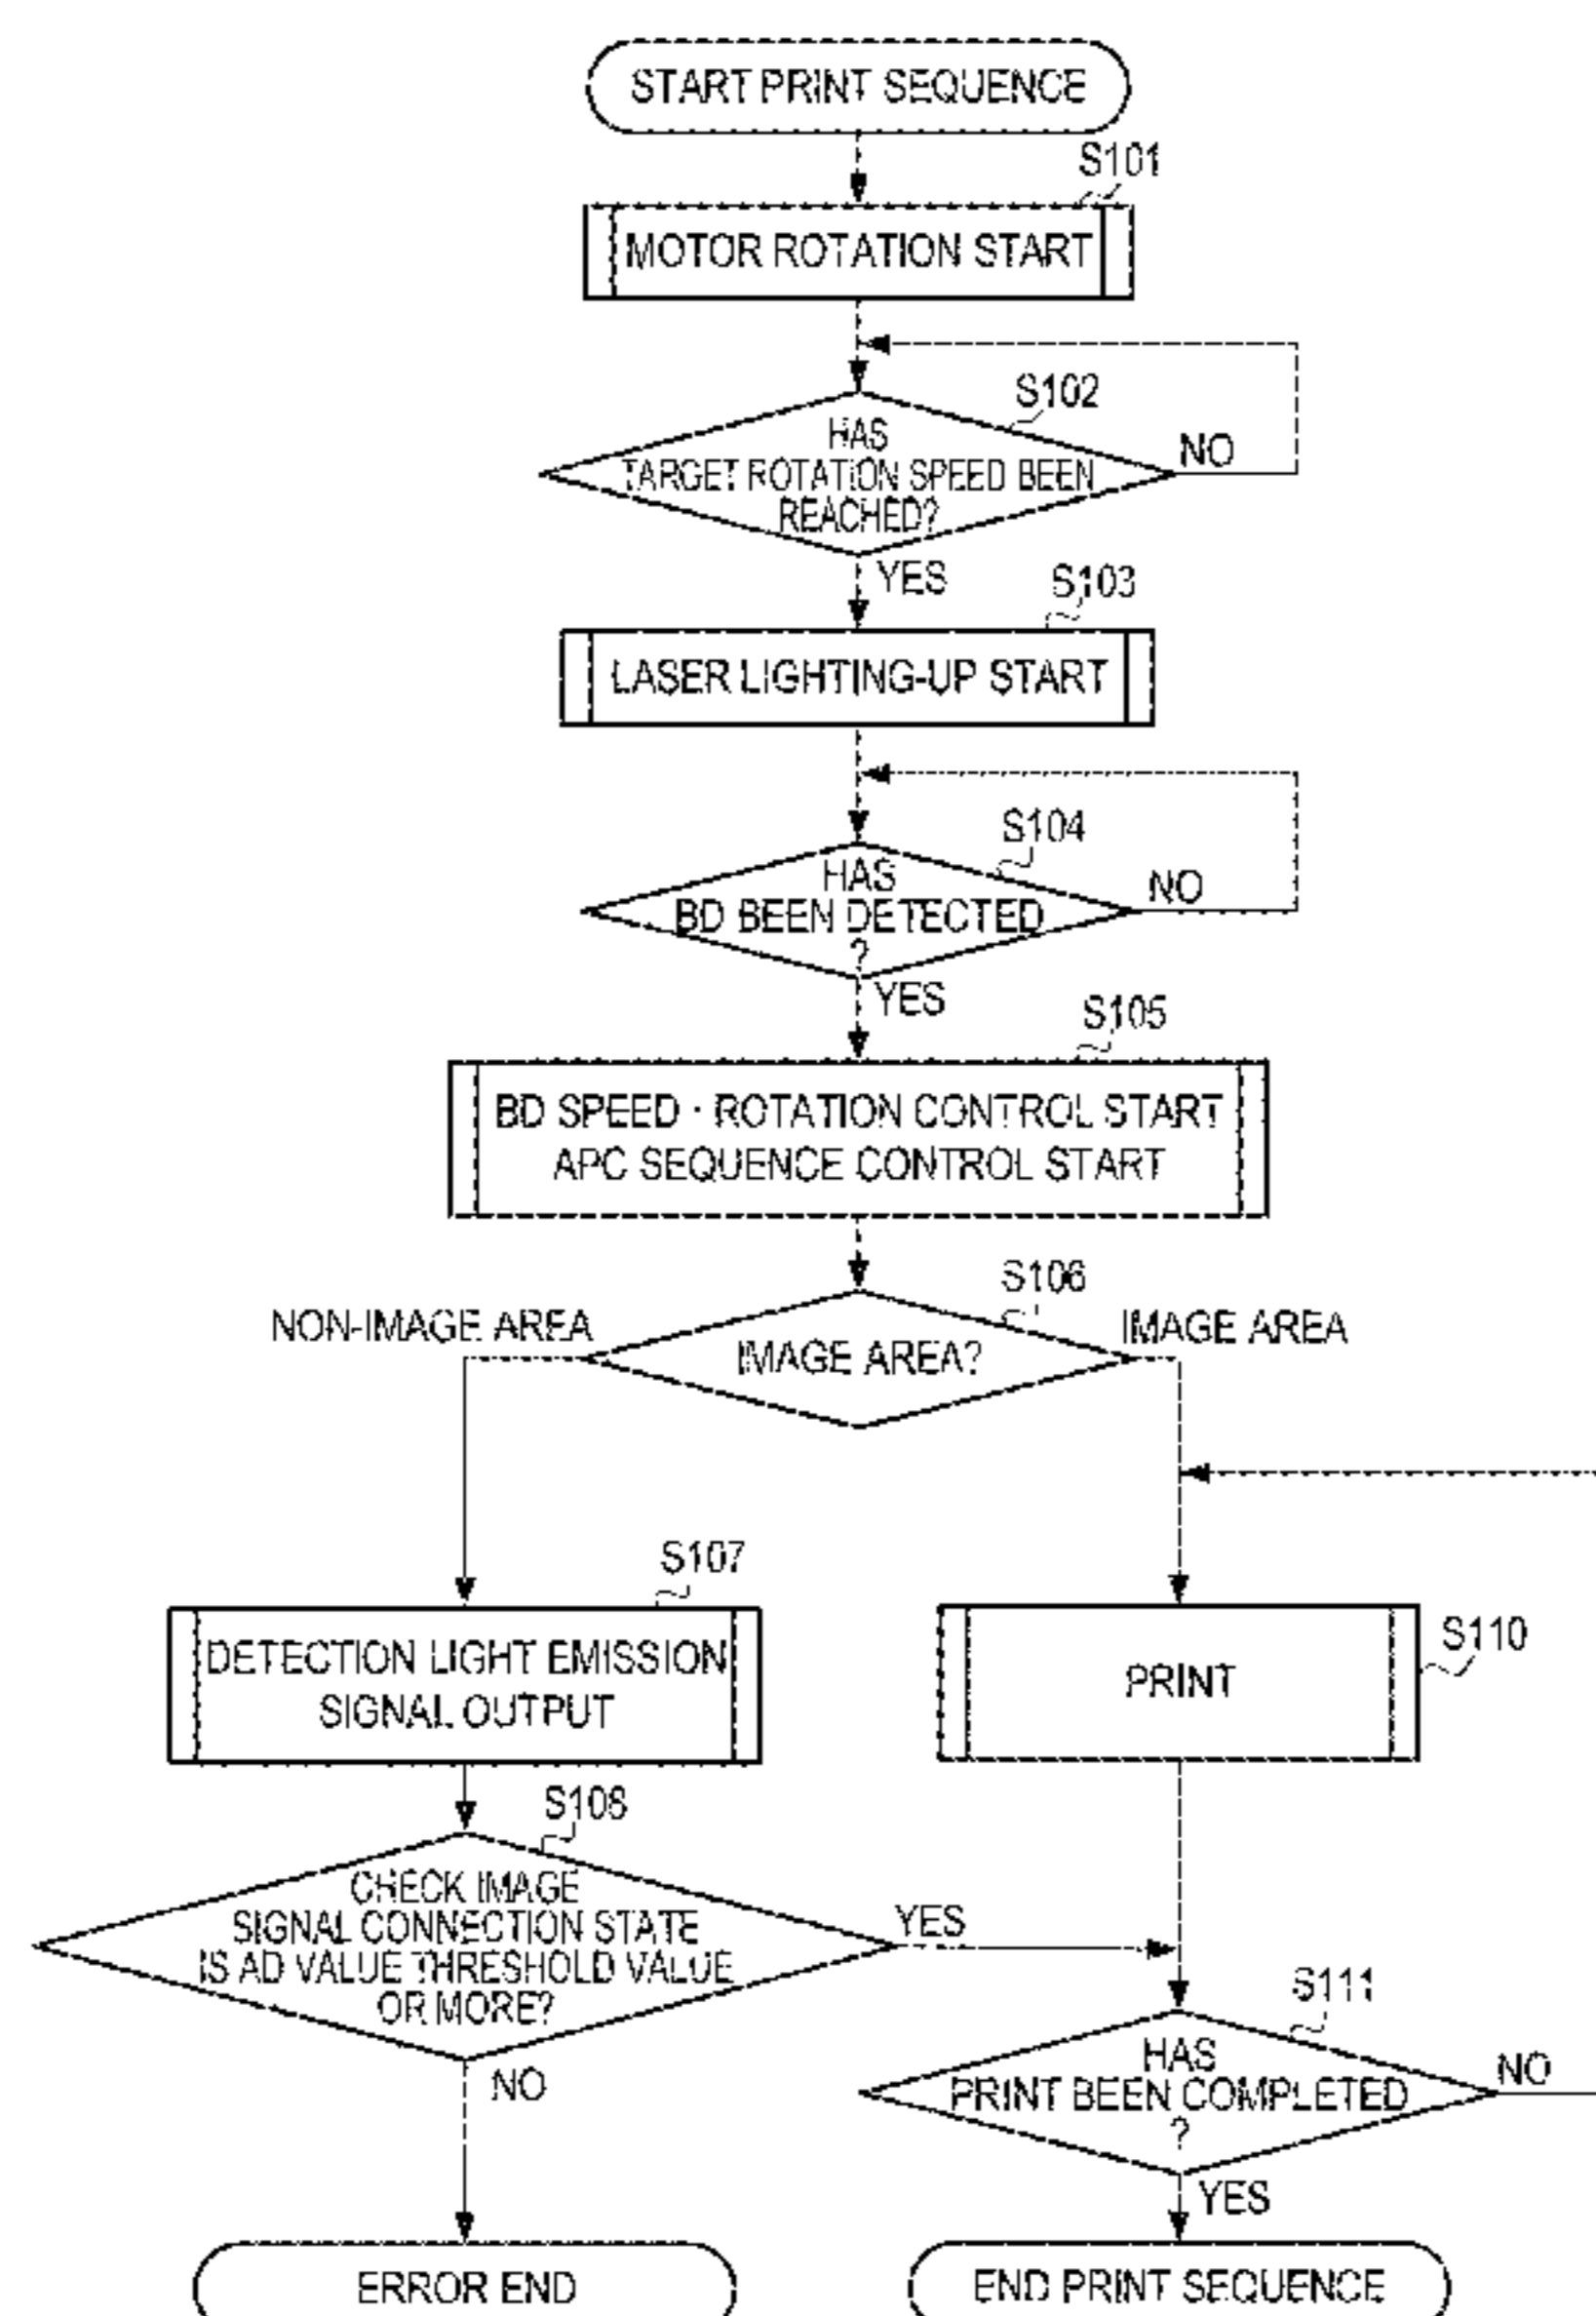 START PRINT SEQUENCE
S101
MOTOR ROTATION START
S102
HAS
TARGET ROTATION SPEED BEEN
REACHED?
NO
YES
S103
LASER LIGHTING-UP START
S104
HAS
BD BEEN DETECTED
?
NO
YES
S105
BD SPEED · ROTATION CONTROL START
APC SEQUENCE CONTROL START
S106
NON-IMAGE AREA
IMAGE AREA?
IMAGE AREA
S107
DETECTION LIGHT EMISSION
SIGNAL OUTPUT
S110
PRINT
S108
CHECK IMAGE
SIGNAL CONNECTION STATE
IS AD VALUE THRESHOLD VALUE
OR MORE?
YES
NO
S111
HAS
PRINT BEEN COMPLETED
?
NO
YES
ERROR END
END PRINT SEQUENCE